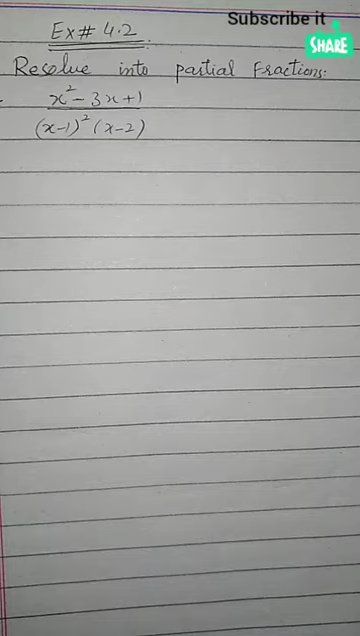 Subscribe it
SHARE
Ex# 4.2
Resolve into partial Fractions:
x² - 3x + 1
(x-1)² (x-2)